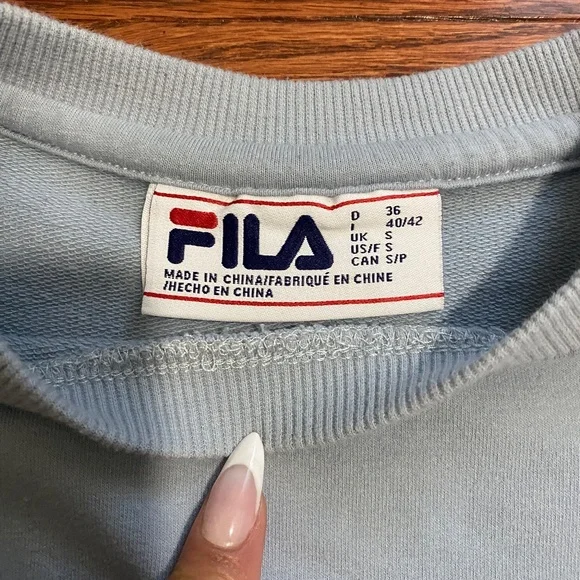 FILA
D 36
I 40/42
UK S
US/F S
CAN S/P
MADE IN CHINA/FABRIQUÉ EN CHINE
/HECHO EN CHINA